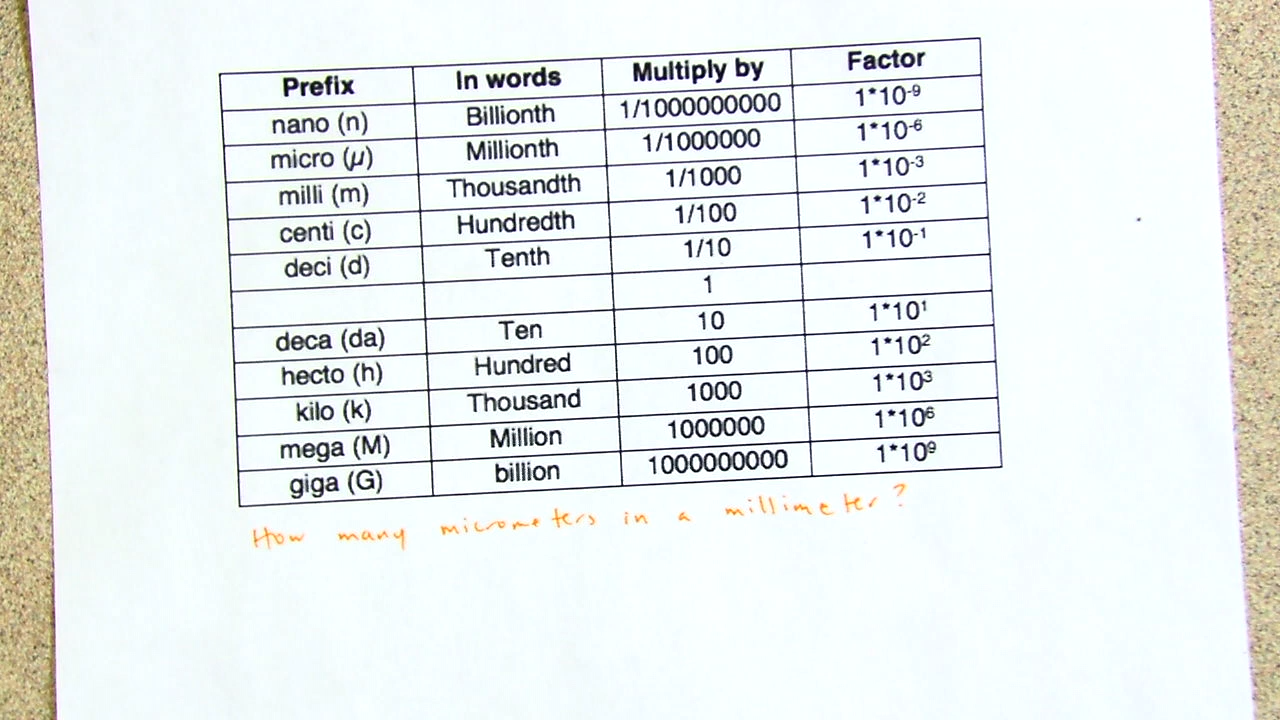 Prefix In words Multiply by Factor
nano (n) Billionth 1/1000000000 1*10⁻⁹
micro (µ) Millionth 1/1000000 1*10⁻⁶
milli (m) Thousandth 1/1000 1*10⁻³
centi (c) Hundredth 1/100 1*10⁻²
deci (d) Tenth 1/10 1*10⁻¹
1
deca (da) Ten 10 1*10¹
hecto (h) Hundred 100 1*10²
kilo (k) Thousand 1000 1*10³
mega (M) Million 1000000 1*10⁶
giga (G) billion 1000000000 1*10⁹
How many micrometers in a millimeter?